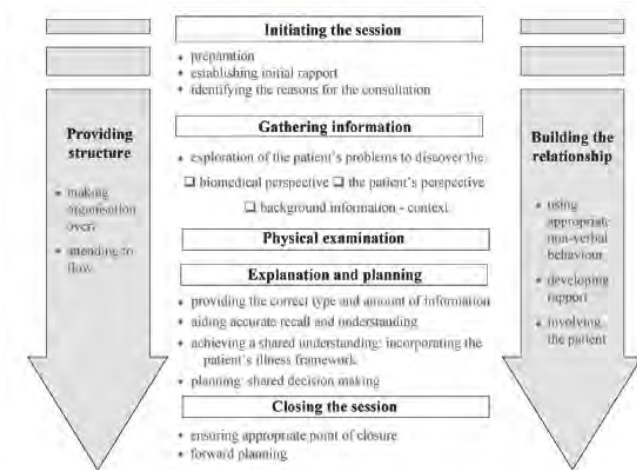 Initiating the session
• preparation
• establishing initial rapport
• identifying the reasons for the consultation
Gathering information
• exploration of the patient's problems to discover the
❑ biomedical perspective ❑ the patient's perspective
❑ background information - context
Physical examination
Explanation and planning
• providing the correct type and amount of information
• aiding accurate recall and understanding
• achieving a shared understanding: incorporating the
patient's illness framework
• planning: shared decision making
Closing the session
• ensuring appropriate point of closure
• forward planning
Providing
structure
• making
organisation
overt
• attending to
flow
Building the
relationship
• using
appropriate
non-verbal
behaviour
• developing
rapport
• involving
the patient